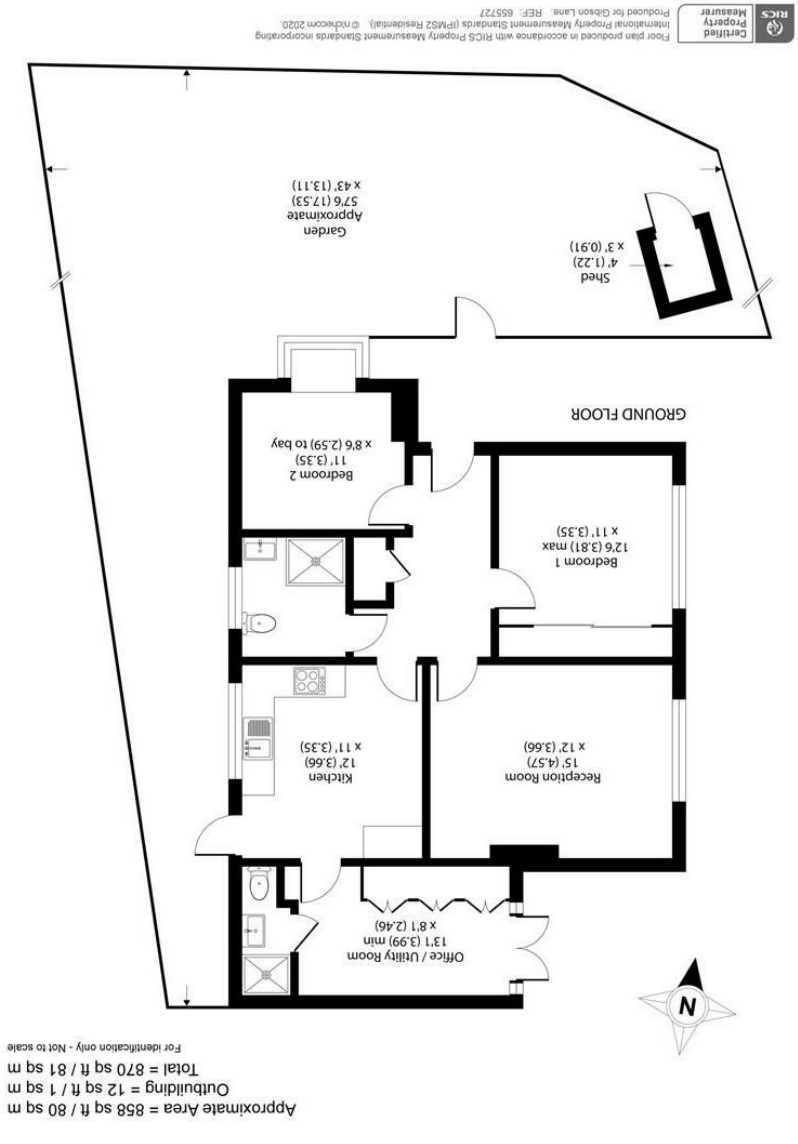 Approximate Area = 858 sq ft / 80 sq m
Outbuilding = 12 sq ft / 1 sq m
Total = 870 sq ft / 81 sq m
For identification only - Not to scale
N
Office / Utility Room
13'1 (3.99) min
x 8'1 (2.46)
Reception Room
15' (4.57)
x 12' (3.66)
Kitchen
12' (3.66)
x 11' (3.35)
Bedroom 1
12'6 (3.81) max
x 11' (3.35)
Bedroom 2
11' (3.35)
x 8'6 (2.59) to bay
GROUND FLOOR
Shed
4' (1.22)
x 3' (0.91)
Garden
Approximate
57'6 (17.53)
x 43' (13.11)
Certified
Property
Measurer
RICS
Floor plan produced in accordance with RICS Property Measurement Standards incorporating
International Property Measurement Standards (IPMS2 Residential). © nichecom 2020.
Produced for Gibson Lane. REF: 655727